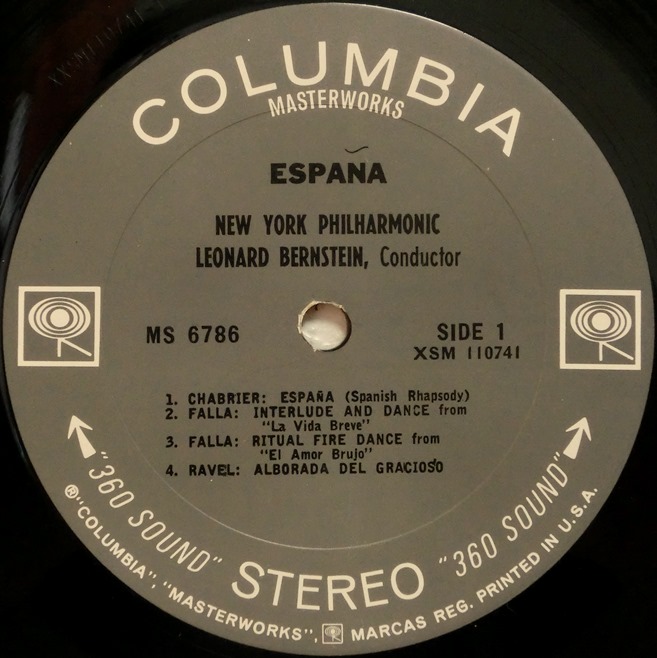 COLUMBIA
MASTERWORKS
ESPAÑA
NEW YORK PHILHARMONIC
LEONARD BERNSTEIN, Conductor
MS 6786
SIDE 1
XSM 110741
1. CHABRIER: ESPAÑA (Spanish Rhapsody)
2. FALLA: INTERLUDE AND DANCE from
"La Vida Breve"
3. FALLA: RITUAL FIRE DANCE from
"El Amor Brujo"
4. RAVEL: ALBORADA DEL GRACIOSO
"360 SOUND" STEREO "360 SOUND"
®"COLUMBIA", "MASTERWORKS", MARCAS REG. PRINTED IN U.S.A.